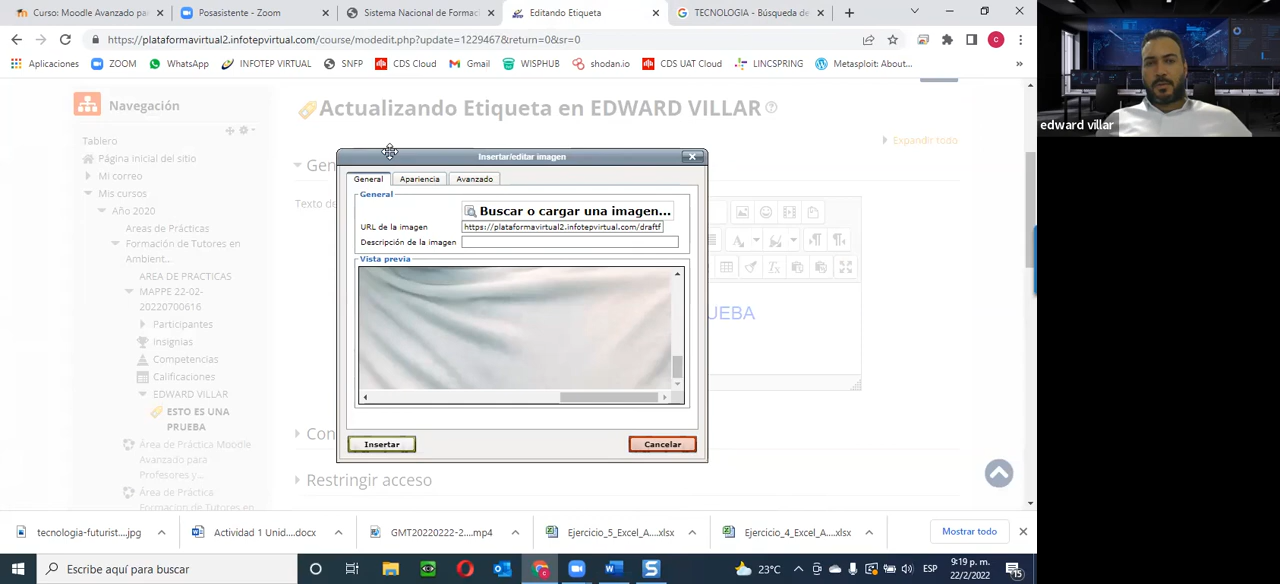 Curso: Moodle Avanzado par
Posasistente - Zoom
Sistema Nacional de Formac
Editando Etiqueta
TECNOLOGIA - Búsqueda de
https://plataformavirtual2.infotepvirtual.com/course/modedit.php?update=1229467&return=0&sr=0
Aplicaciones
ZOOM
WhatsApp
INFOTEP VIRTUAL
SNFP
CDS Cloud
Gmail
WISPHUB
shodan.io
CDS UAT Cloud
LINCSPRING
Metasploit: About...
Navegación
Tablero
Página inicial del sitio
Mi correo
Mis cursos
Año 2020
Areas de Prácticas
Formación de Tutores en
Ambient...
AREA DE PRACTICAS
MAPPE 22-02-
20220700616
Participantes
Insignias
Competencias
Calificaciones
EDWARD VILLAR
ESTO ES UNA
PRUEBA
Área de Práctica Moodle
Avanzado para
Profesores y...
Área de Práctica
Formacion de Tutores en
Actualizando Etiqueta en EDWARD VILLAR
Expandir todo
Gen
Texto de
UEBA
Con
Restringir acceso
Insertar/editar imagen
General
Apariencia
Avanzado
General
Buscar o cargar una imagen...
URL de la imagen
https://plataformavirtual2.infotepvirtual.com/draftf
Descripción de la imagen
Vista previa
Insertar
Cancelar
edward villar
tecnologia-futurist....jpg
Actividad 1 Unid....docx
GMT20220222-2....mp4
Ejercicio_5_Excel_A....xlsx
Ejercicio_4_Excel_A....xlsx
Mostrar todo
Escribe aquí para buscar
23°C
ESP
9:19 p. m.
22/2/2022
15